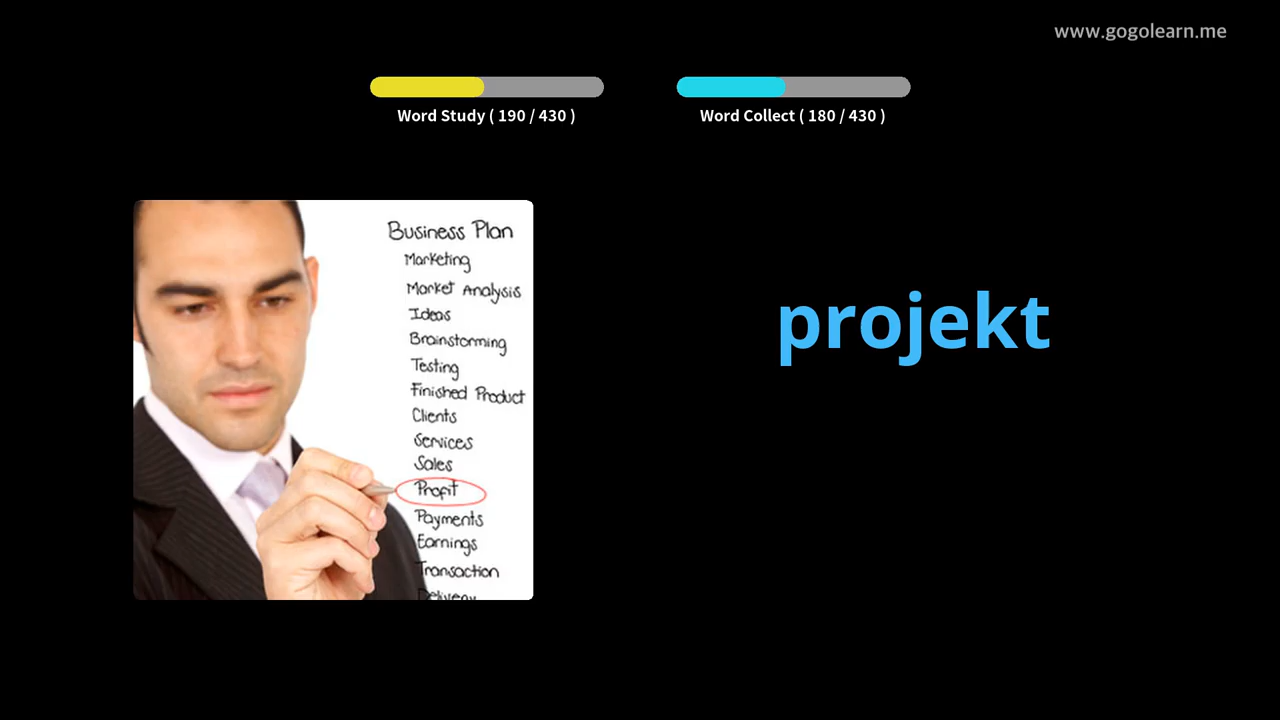 www.gogolearn.me
Word Study ( 190 / 430 )
Word Collect ( 180 / 430 )
Business Plan
Marketing
Market Analysis
Ideas
Brainstorming
Testing
Finished Product
Clients
Services
Sales
Profit
Payments
Earnings
Transaction
Delivery
projekt